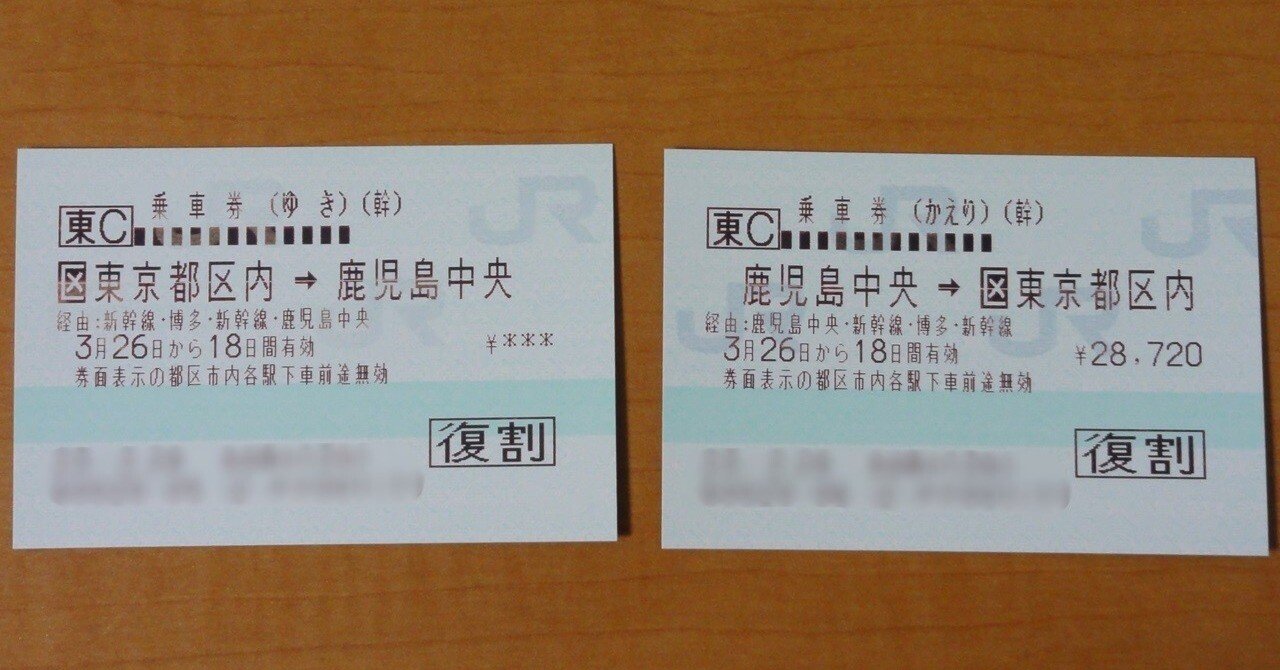 乗車券(ゆき)(幹)
東C
区東京都区内 → 鹿児島中央
経由:新幹線・博多・新幹線・鹿児島中央
3月26日から18日間有効 ¥***
券面表示の都区市内各駅下車前途無効
復割
乗車券(かえり)(幹)
東C
鹿児島中央 → 区東京都区内
経由:鹿児島中央・新幹線・博多・新幹線
3月26日から18日間有効 ¥28,720
券面表示の都区市内各駅下車前途無効
復割
JR
JR
JR